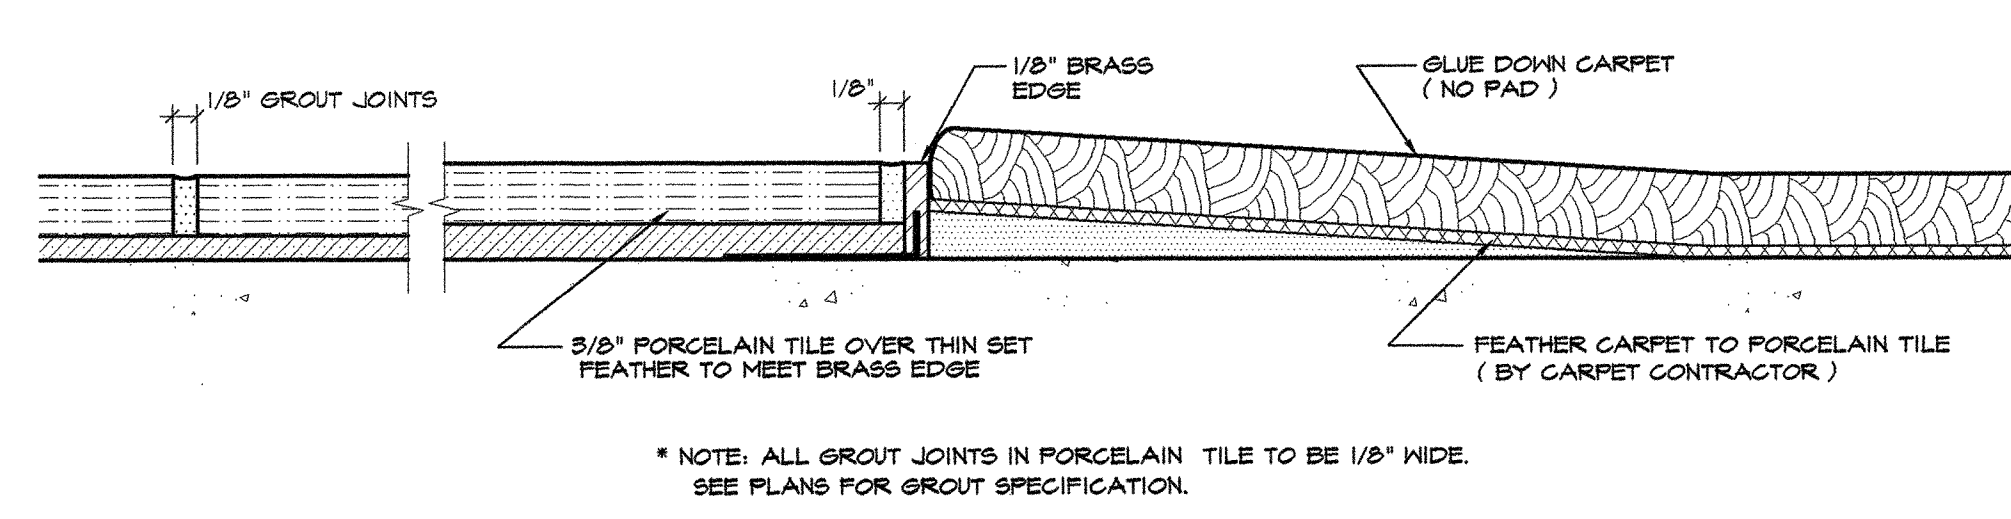 1/8" GROUT JOINTS
1/8"
1/8" BRASS
EDGE
GLUE DOWN CARPET
( NO PAD )
3/8" PORCELAIN TILE OVER THIN SET
FEATHER TO MEET BRASS EDGE
FEATHER CARPET TO PORCELAIN TILE
( BY CARPET CONTRACTOR )
* NOTE: ALL GROUT JOINTS IN PORCELAIN TILE TO BE 1/8" WIDE.
SEE PLANS FOR GROUT SPECIFICATION.